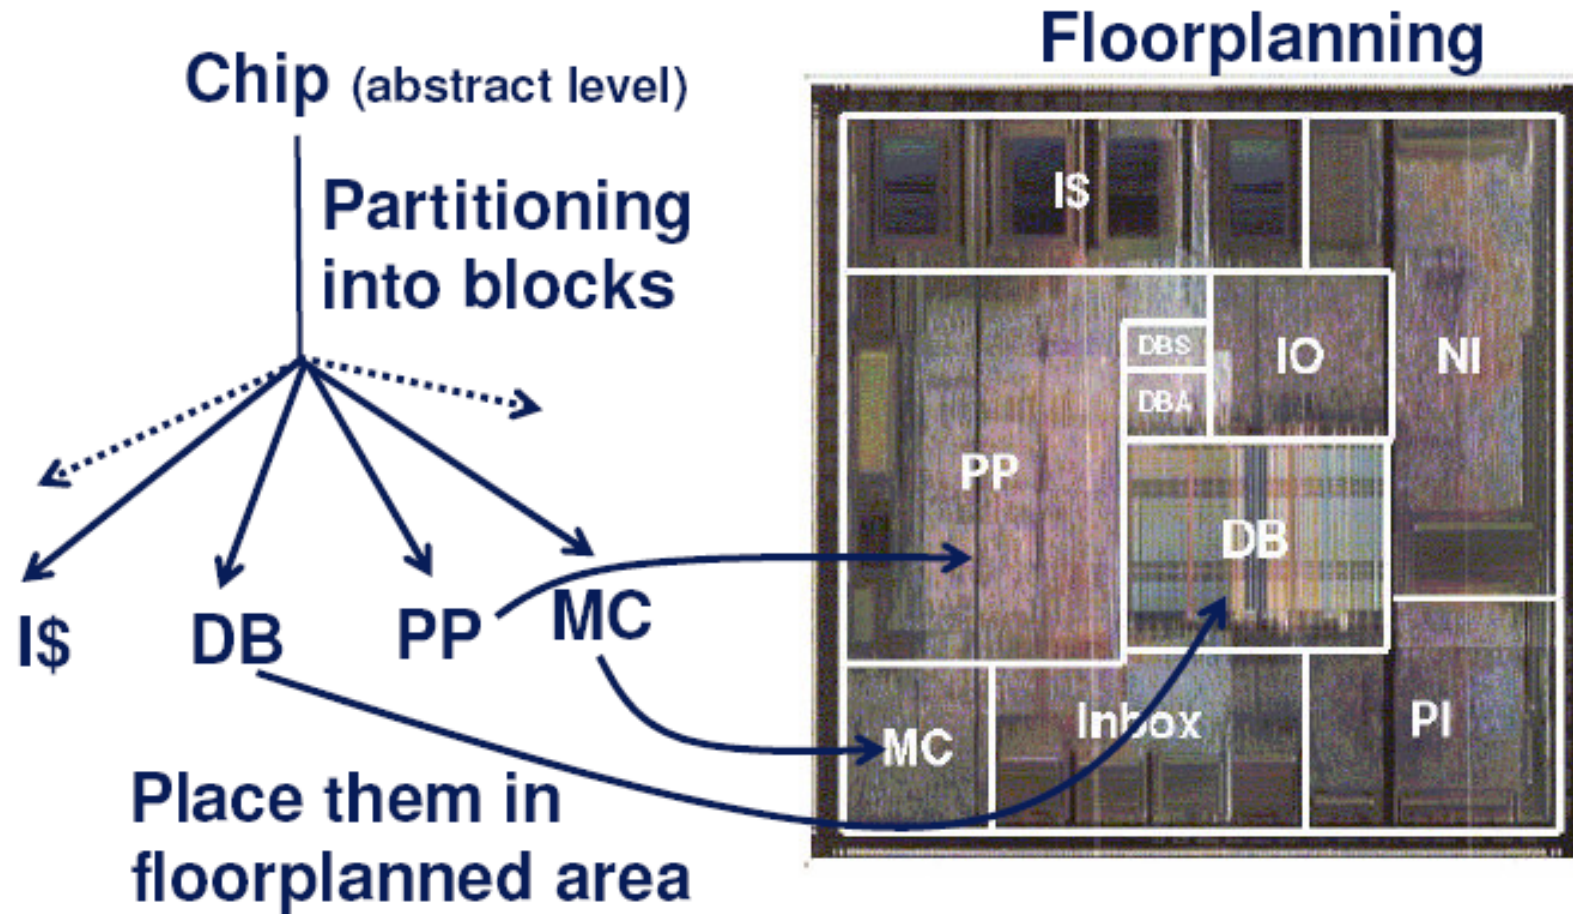 Floorplanning
Chip (abstract level)
Partitioning
into blocks
I$
DB
PP
MC
Place them in
floorplanned area
I$
DBS
IO
NI
DBA
PP
DB
MC
Inbox
PI